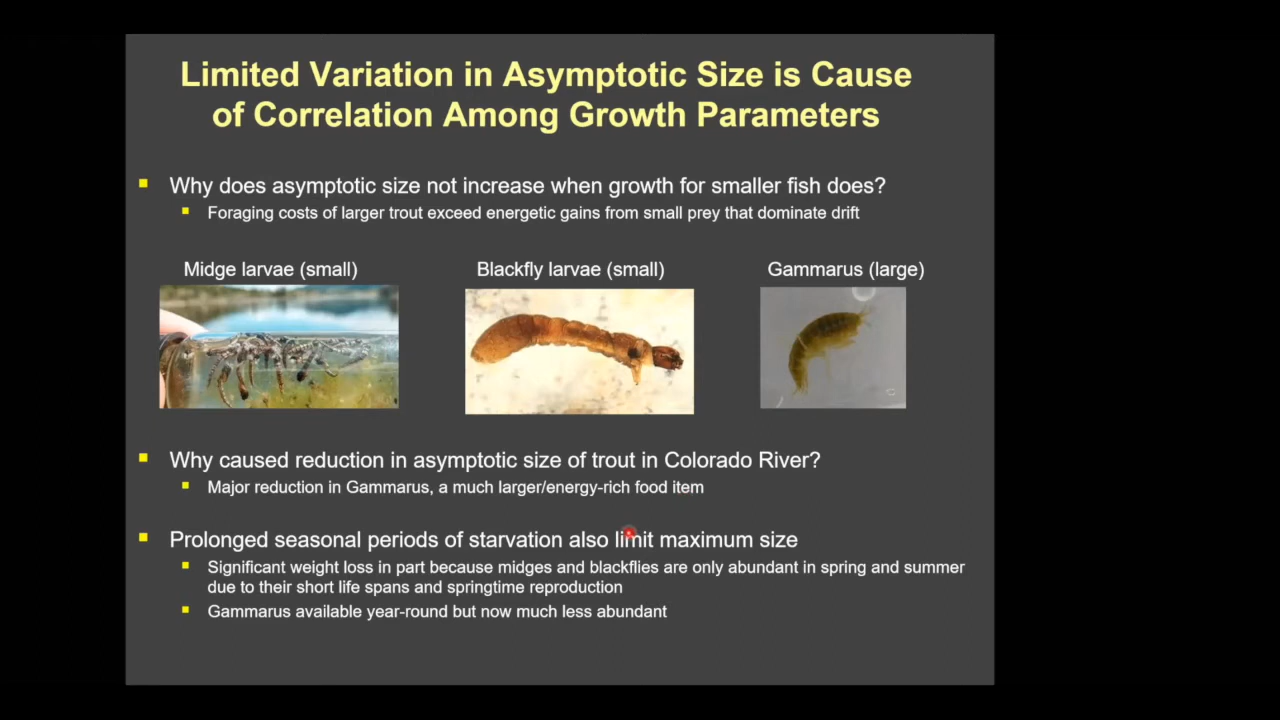 Limited Variation in Asymptotic Size is Cause
of Correlation Among Growth Parameters
Why does asymptotic size not increase when growth for smaller fish does?
Foraging costs of larger trout exceed energetic gains from small prey that dominate drift
Midge larvae (small)
Blackfly larvae (small)
Gammarus (large)
Why caused reduction in asymptotic size of trout in Colorado River?
Major reduction in Gammarus, a much larger/energy-rich food item
Prolonged seasonal periods of starvation also limit maximum size
Significant weight loss in part because midges and blackflies are only abundant in spring and summer
due to their short life spans and springtime reproduction
Gammarus available year-round but now much less abundant